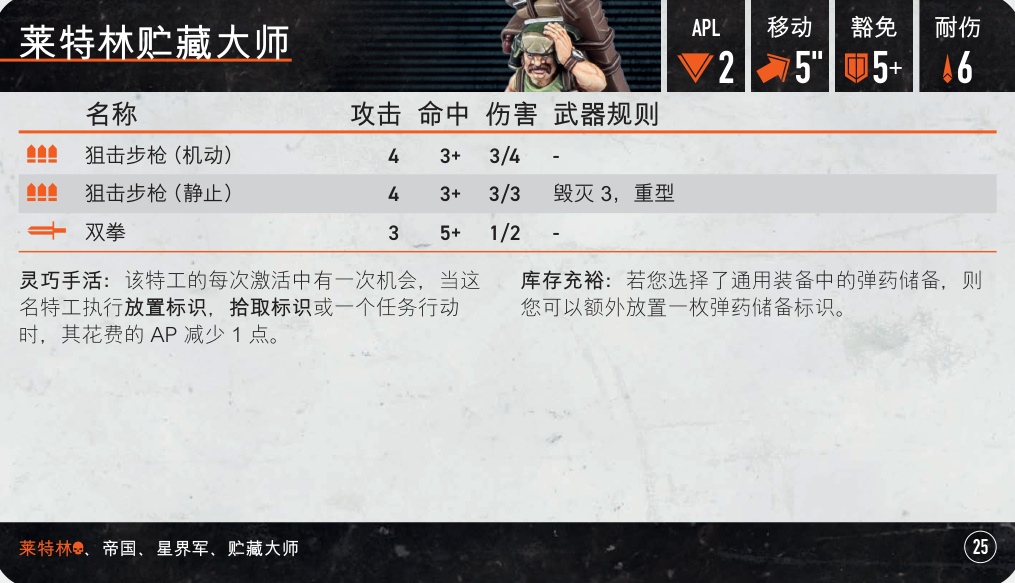 莱特林贮藏大师
APL 移动 豁免 耐伤
2 5" 5+ 6
名称 攻击 命中 伤害 武器规则
狙击步枪（机动） 4 3+ 3/4 -
狙击步枪（静止） 4 3+ 3/3 毁灭 3，重型
双拳 3 5+ 1/2 -
灵巧手活：该特工的每次激活中有一次机会，当这
名特工执行放置标识，拾取标识或一个任务行动
时，其花费的 AP 减少 1 点。
库存充裕：若您选择了通用装备中的弹药储备，则
您可以额外放置一枚弹药储备标识。
莱特林、帝国、星界军、贮藏大师
25